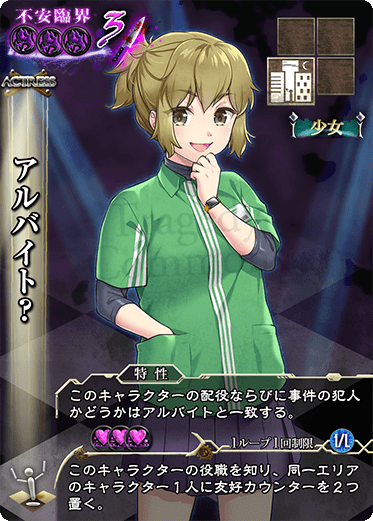 不安臨界
3
ACTRESS
少女
アルバイト？
Tragedy
Commons
特性
このキャラクターの配役ならびに事件の犯人
かどうかはアルバイトと一致する。
1ループ1回制限
1/L
このキャラクターの役職を知り、同一エリア
のキャラクター１人に友好カウンターを２つ
置く。